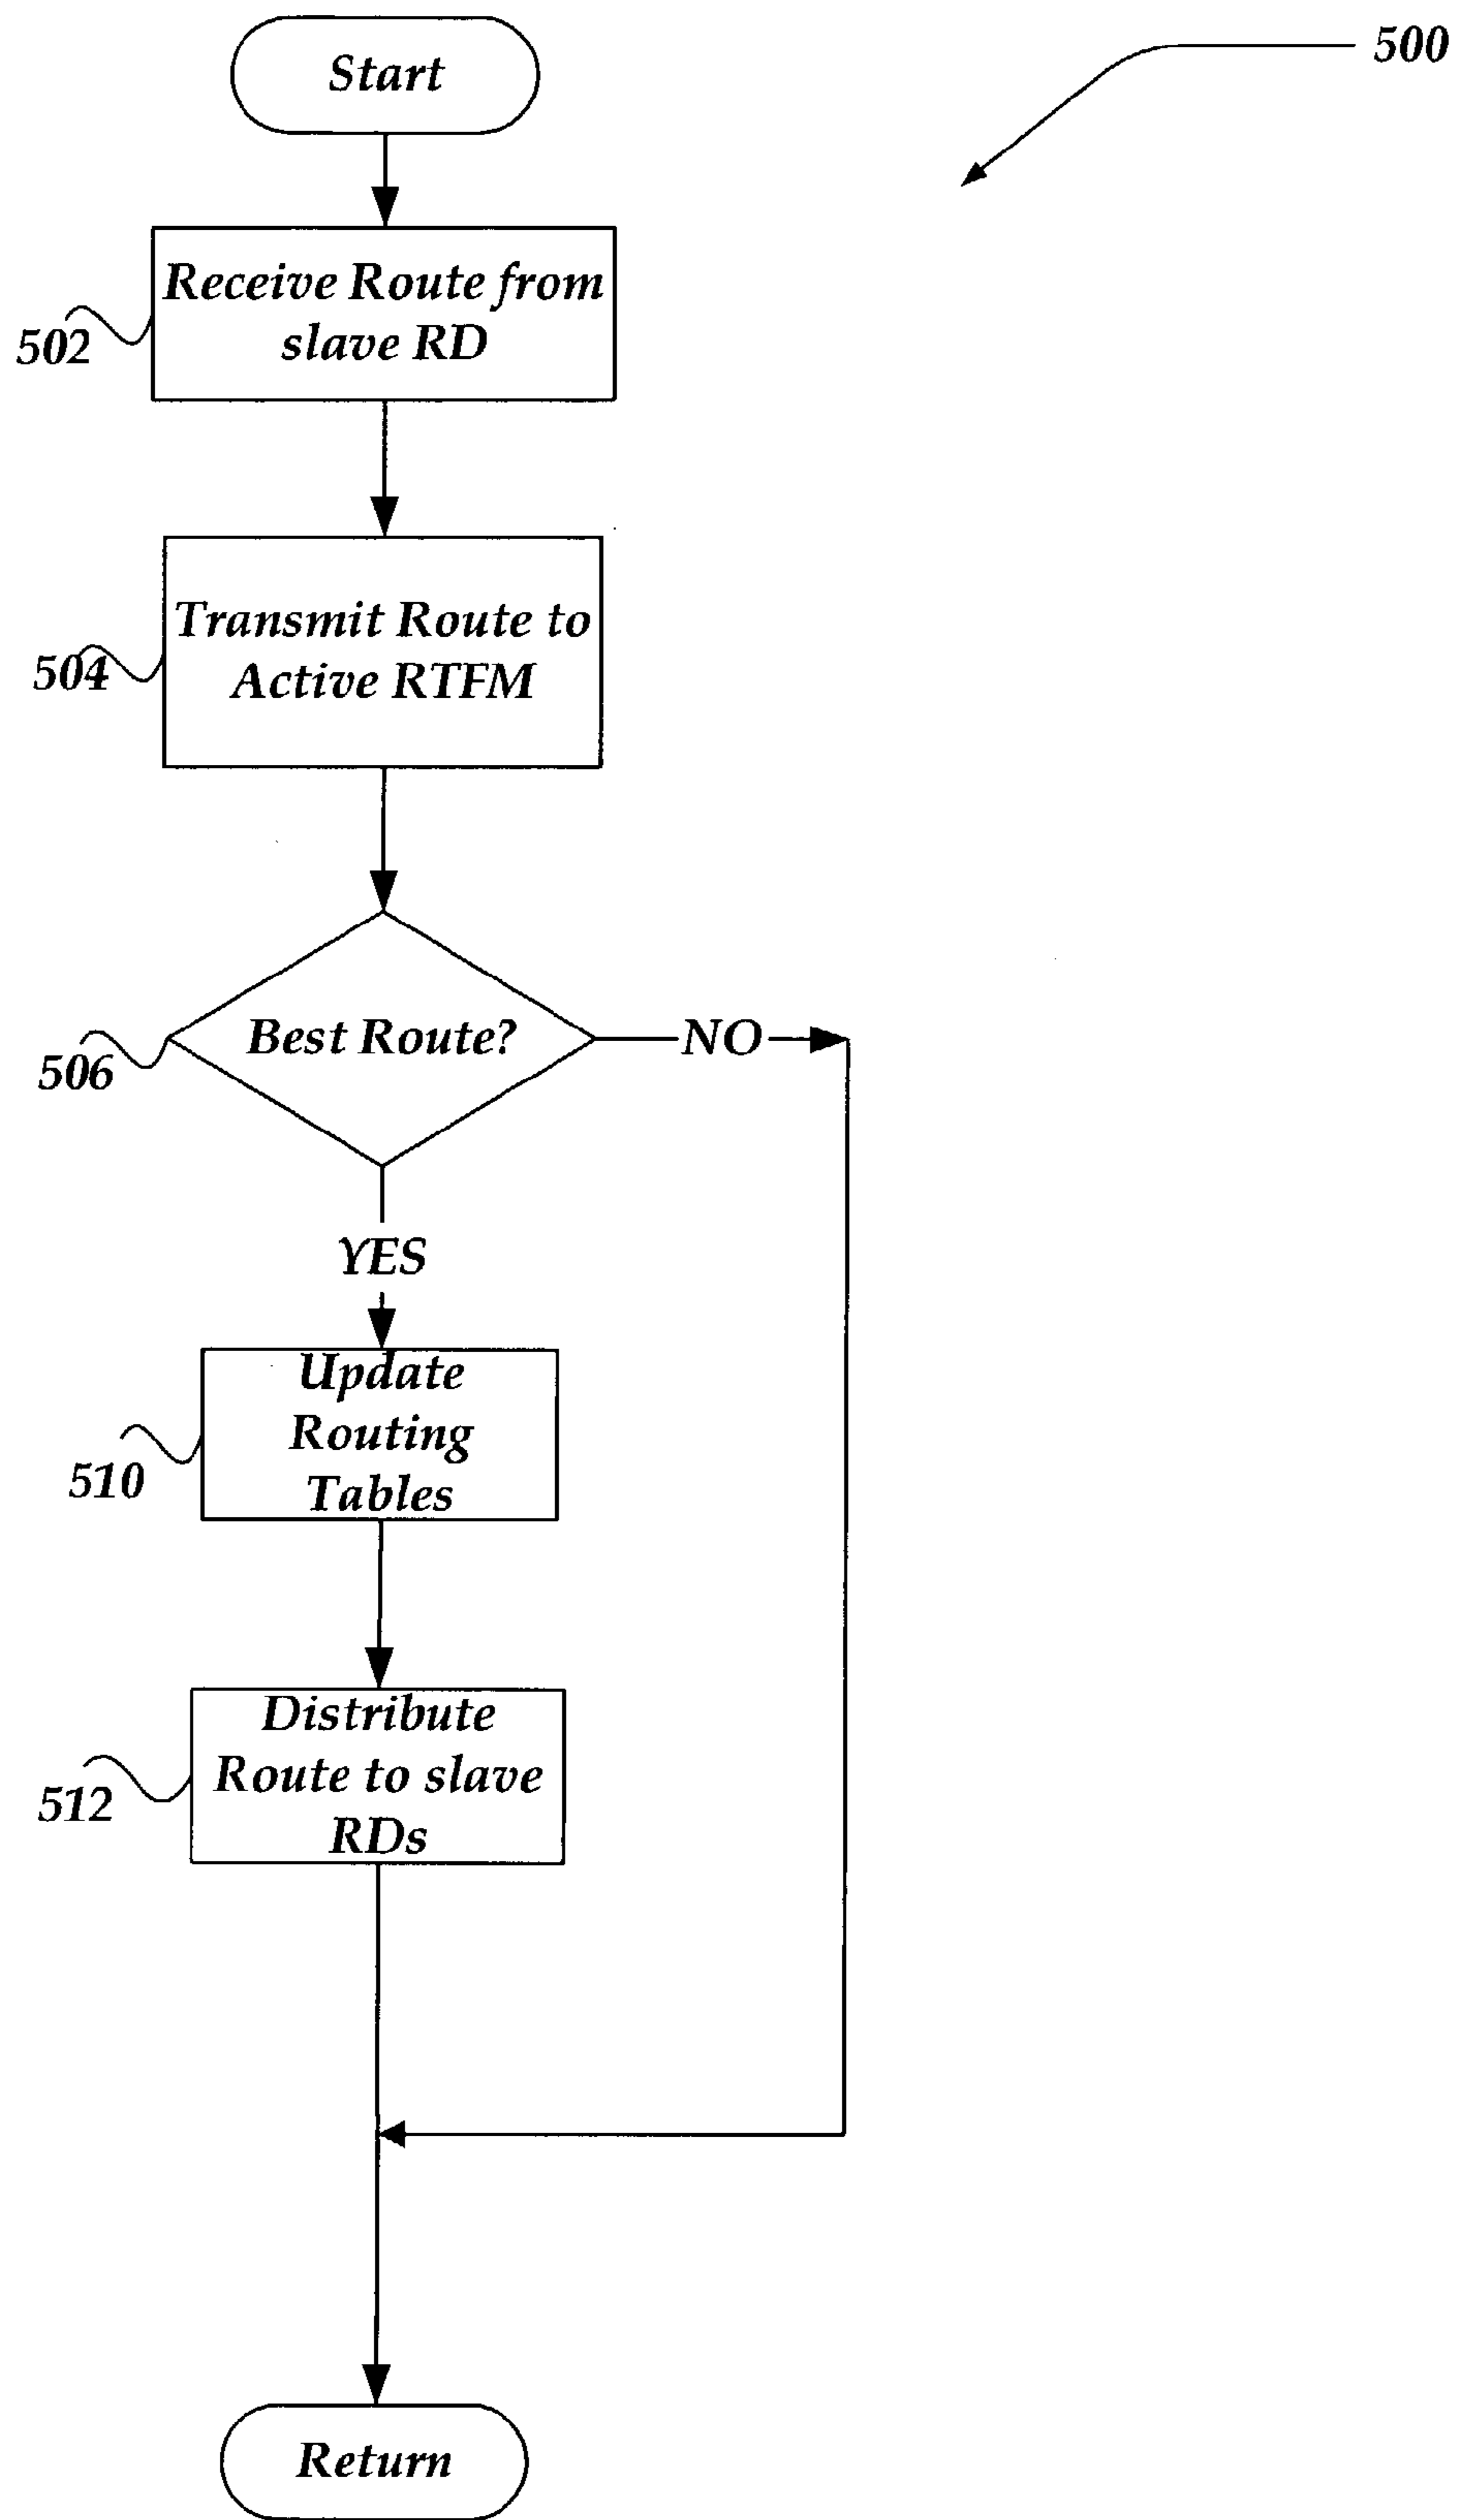 Start
500
Receive Route from
slave RD
502
Transmit Route to
Active RTFM
504
Best Route?
NO
506
YES
Update
Routing
Tables
510
Distribute
Route to slave
RDs
512
Return